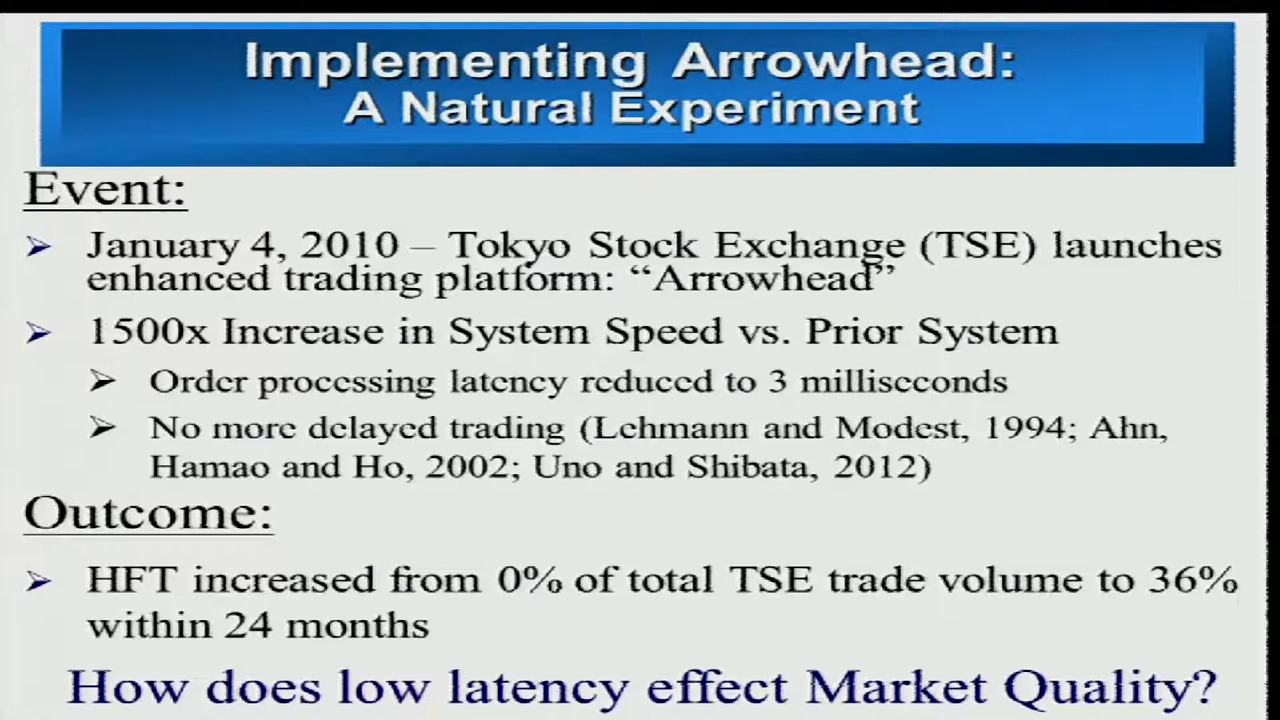 Implementing Arrowhead:
A Natural Experiment
Event:
January 4, 2010 – Tokyo Stock Exchange (TSE) launches
enhanced trading platform: “Arrowhead”
1500x Increase in System Speed vs. Prior System
Order processing latency reduced to 3 milliseconds
No more delayed trading (Lehmann and Modest, 1994; Ahn,
Hamao and Ho, 2002; Uno and Shibata, 2012)
Outcome:
HFT increased from 0% of total TSE trade volume to 36%
within 24 months
How does low latency effect Market Quality?